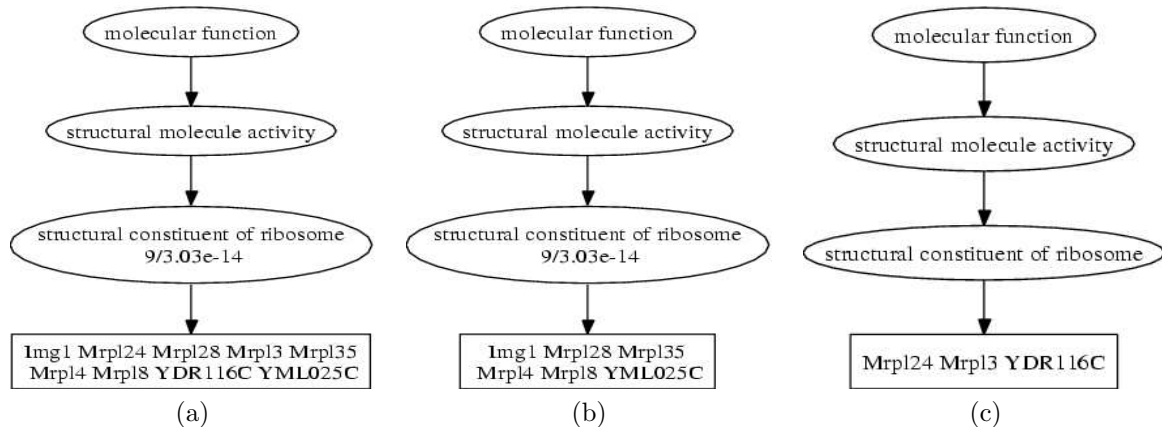 molecular function
structural molecule activity
structural constituent of ribosome
9/3.03e-14
Img1 Mrpl24 Mrpl28 Mrpl3 Mrpl35
Mrpl4 Mrpl8 YDR116C YML025C
(a)
molecular function
structural molecule activity
structural constituent of ribosome
9/3.03e-14
Img1 Mrpl28 Mrpl35
Mrpl4 Mrpl8 YML025C
(b)
molecular function
structural molecule activity
structural constituent of ribosome
Mrpl24 Mrpl3 YDR116C
(c)